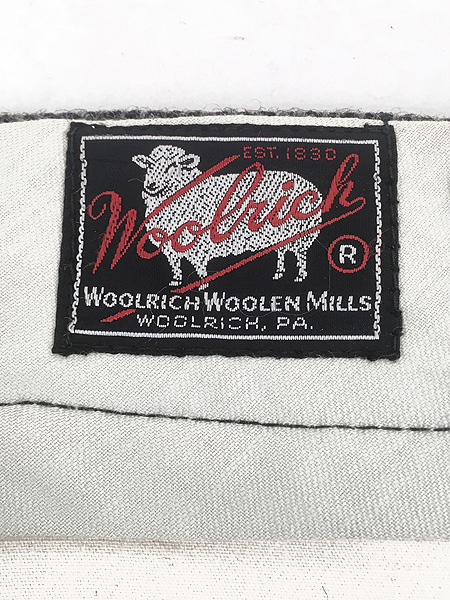 EST. 1830
Woolrich
®
WOOLRICH WOOLEN MILLS
WOOLRICH, PA.